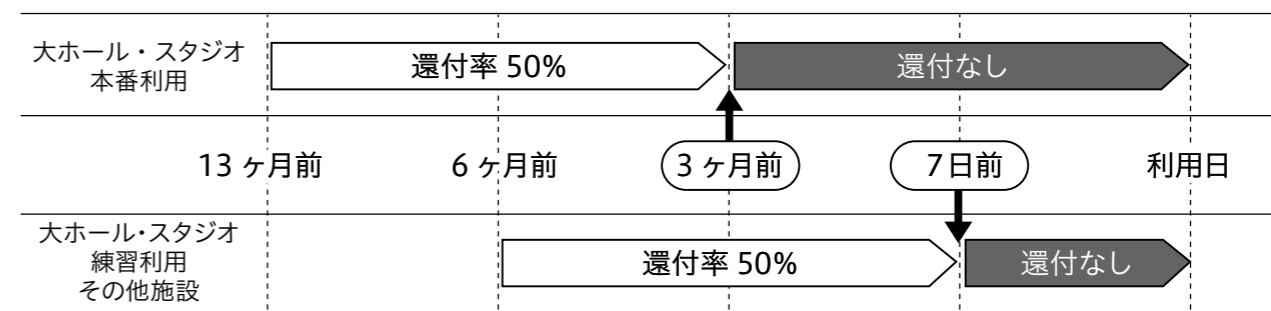 大ホール・スタジオ
本番利用
還付率 50%
還付なし
13 ヶ月前
6 ヶ月前
3 ヶ月前
7日前
利用日
大ホール・スタジオ
練習利用
その他施設
還付率 50%
還付なし